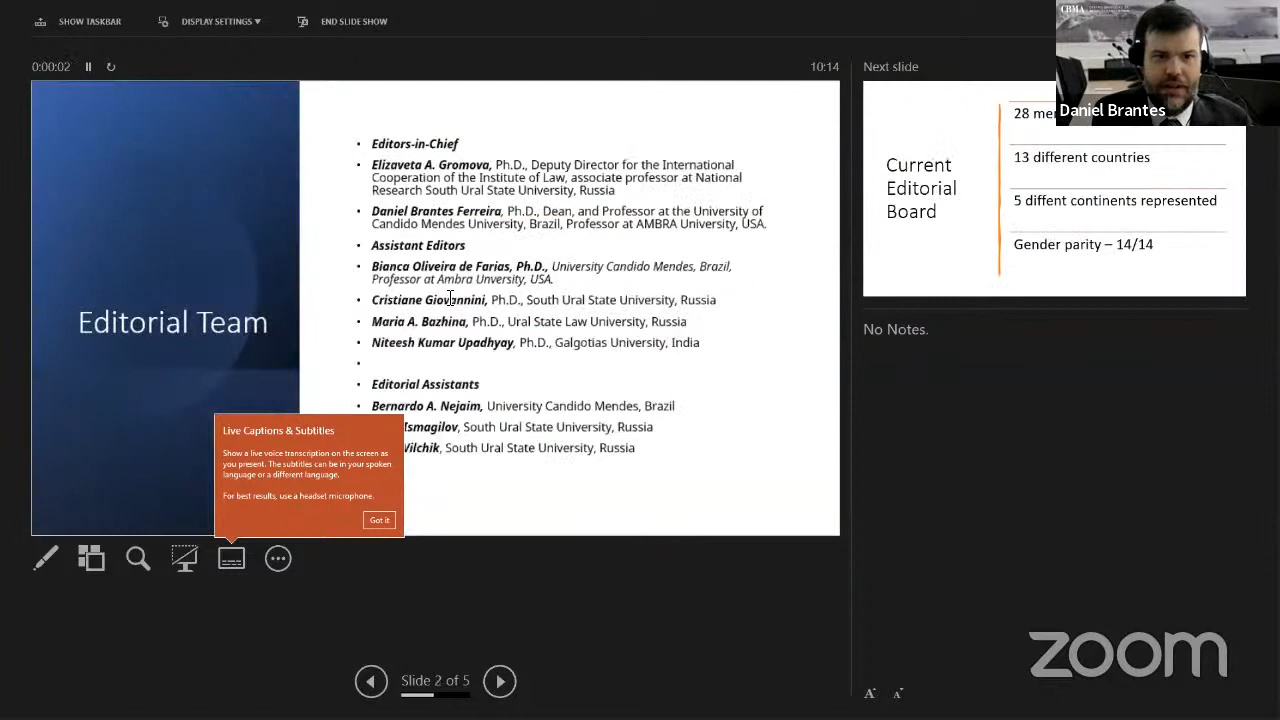 SHOW TASKBAR
DISPLAY SETTINGS
END SLIDE SHOW
CBMA
Daniel Brantes
0:00:02
10:14
Next slide
Editorial Team
• Editors-in-Chief
• Elizaveta A. Gromova, Ph.D., Deputy Director for the International
Cooperation of the Institute of Law, associate professor at National
Research South Ural State University, Russia
• Daniel Brantes Ferreira, Ph.D., Dean, and Professor at the University of
Candido Mendes University, Brazil, Professor at AMBRA University, USA.
• Assistant Editors
• Bianca Oliveira de Farias, Ph.D., University Candido Mendes, Brazil,
Professor at Ambra Unversity, USA.
• Cristiane Giovannini, Ph.D., South Ural State University, Russia
• Maria A. Bazhina, Ph.D., Ural State Law University, Russia
• Niteesh Kumar Upadhyay, Ph.D., Galgotias University, India
•
• Editorial Assistants
• Bernardo A. Nejaim, University Candido Mendes, Brazil
Ismagilov, South Ural State University, Russia
Vilchik, South Ural State University, Russia
Live Captions & Subtitles
Show a live voice transcription on the screen as
you present. The subtitles can be in your spoken
language or a different language.
For best results, use a headset microphone.
Got it
Current
Editorial
Board
28
13 different countries
5 diffent continents represented
Gender parity – 14/14
No Notes.
Slide 2 of 5
A A
zoom